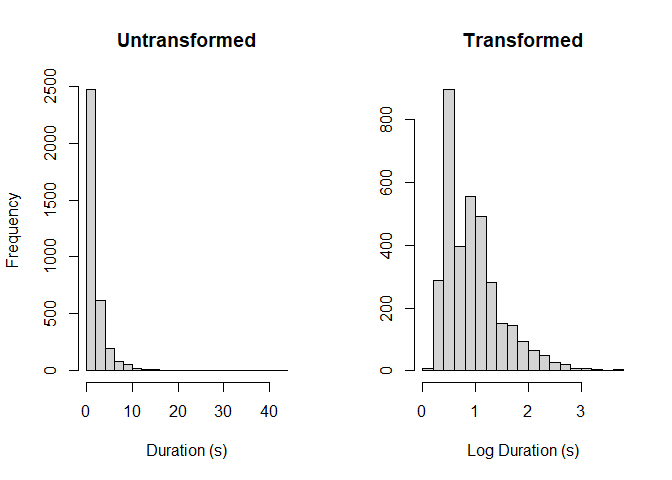 Untransformed
Frequency
0
500
1000
1500
2000
2500
0 10 20 30 40
Duration (s)
Transformed
0
200
400
600
800
0 1 2 3
Log Duration (s)